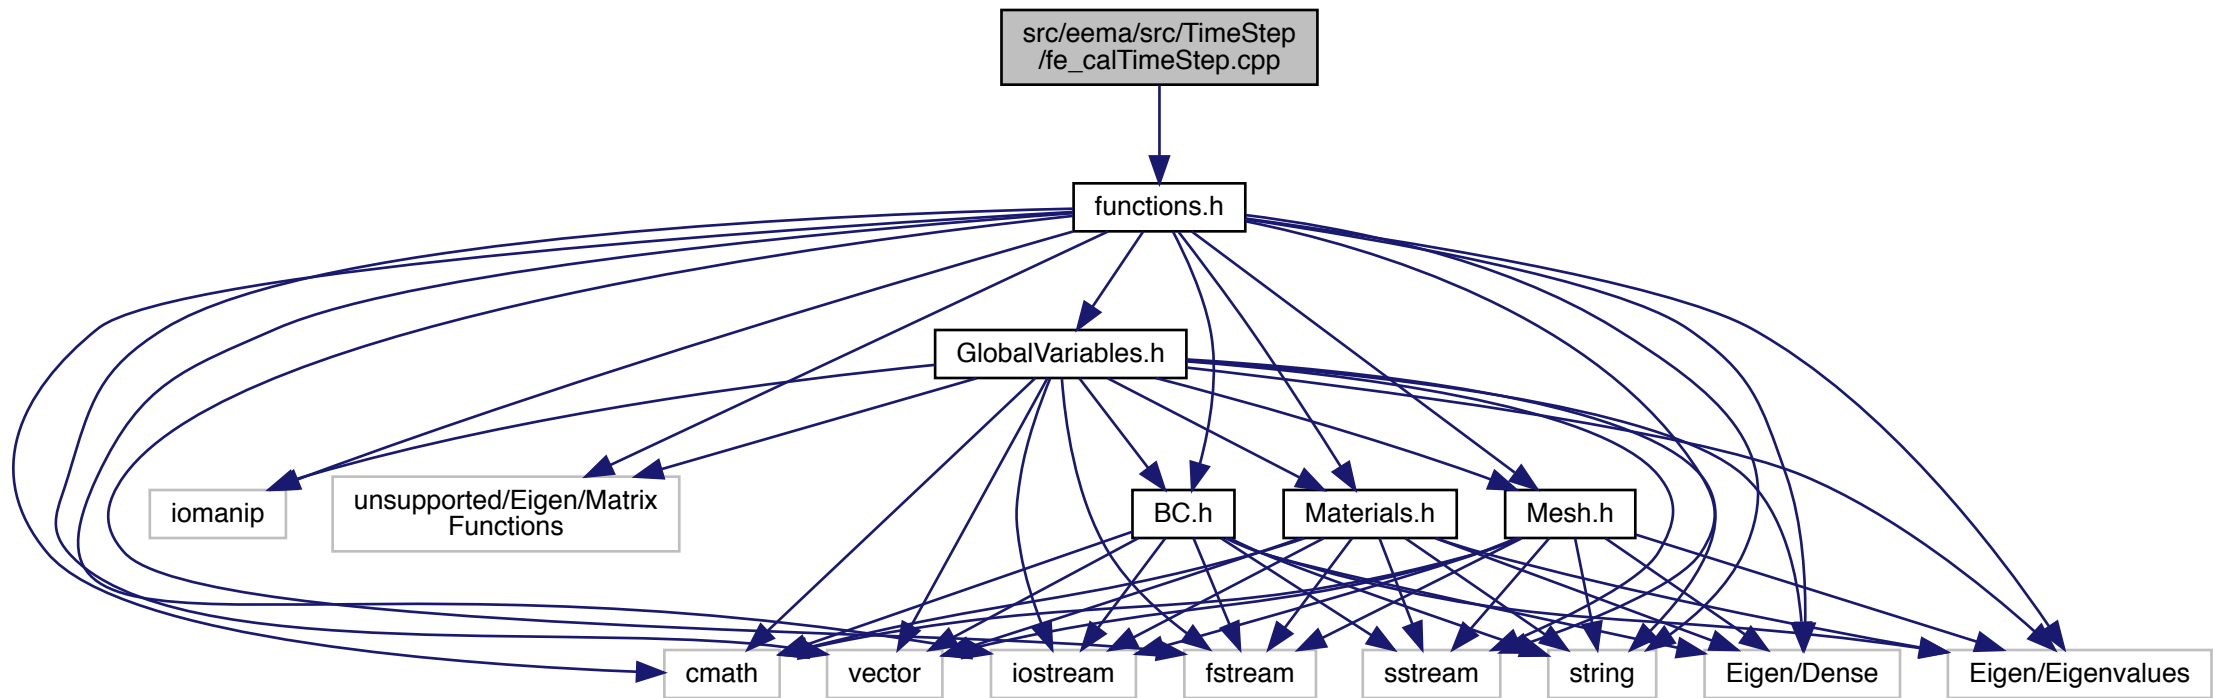 src/eema/src/TimeStep
/fe_calTimeStep.cpp
functions.h
GlobalVariables.h
iomanip
unsupported/Eigen/Matrix
Functions
BC.h
Materials.h
Mesh.h
cmath
vector
iostream
fstream
sstream
string
Eigen/Dense
Eigen/Eigenvalues